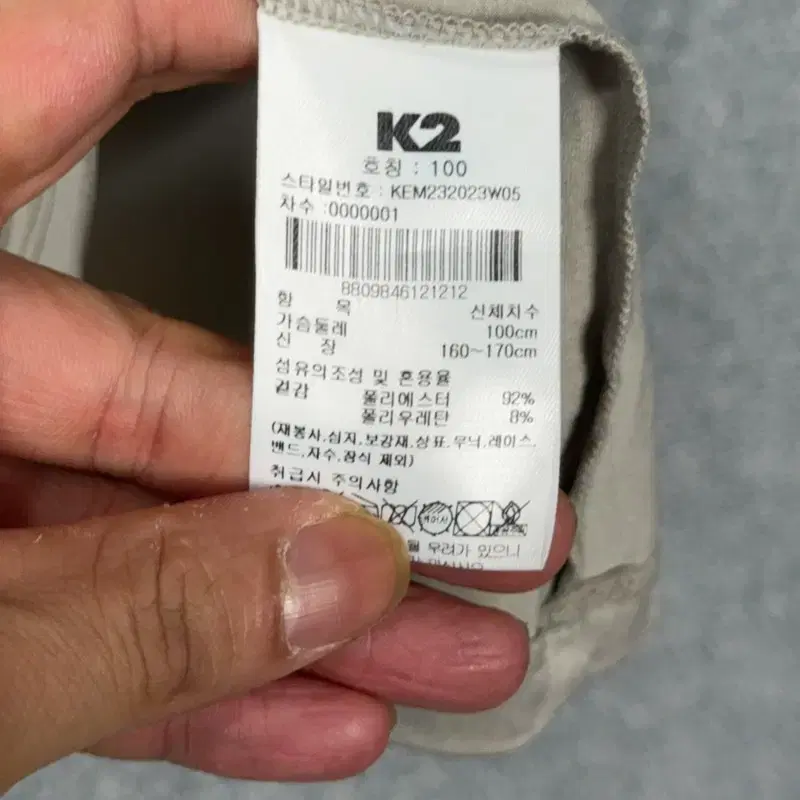 K2
호칭 : 100
스타일번호 : KEM232023W05
차수 :0000001
8809846121212
항 목 신체치수
가슴둘레 100cm
신 장 160~170cm
섬유의조성 및 혼용율
겉감 폴리에스터 92%
폴리우레탄 8%
(재봉사,심지,보강재,상표,무늬,레이스,
밴드,자수,장식 제외)
취급시 주의사항
우려가 있으니